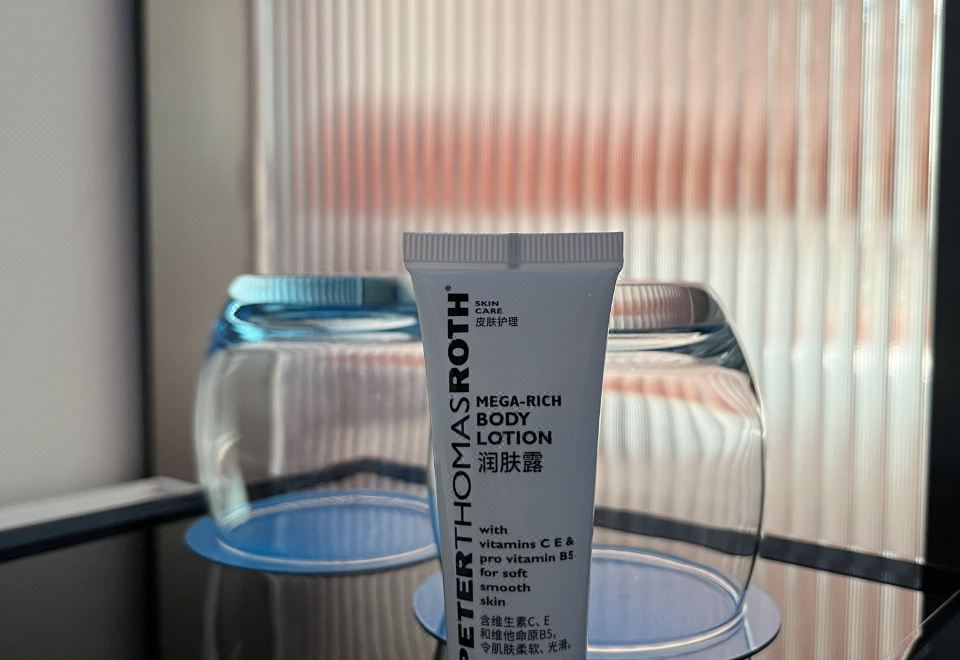 PETERTHOMASROTH®
SKIN
CARE
皮肤护理
MEGA-RICH
BODY
LOTION
润肤露
with
vitamins C E &
pro vitamin B5
for soft
smooth
skin
含维生素C、E
和维他命原B5,
令肌肤柔软、光滑。